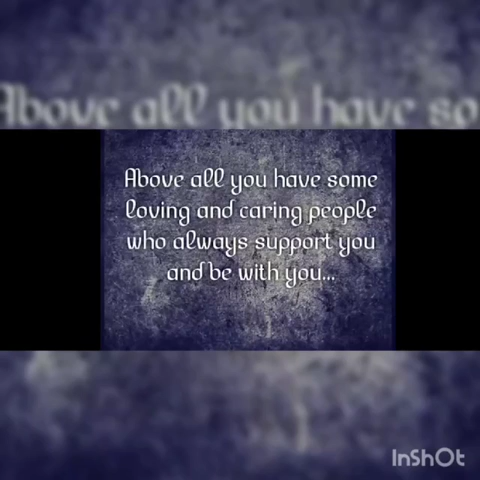 Above all you have so
Above all you have some
loving and caring people
who always support you
and be with you...
InShOt